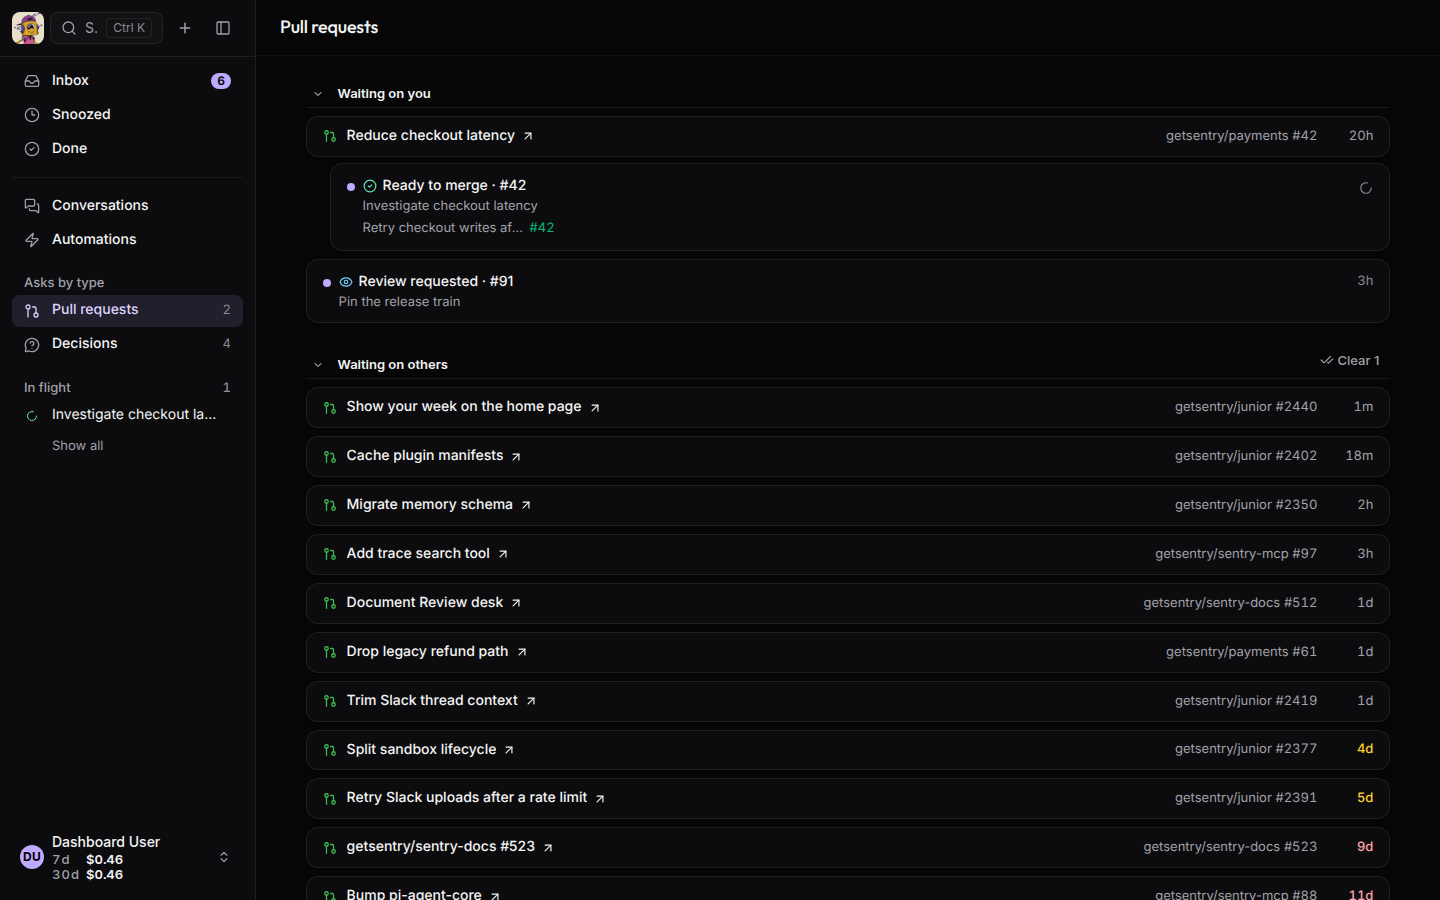 S. Ctrl K
Inbox 6
Snoozed
Done
Conversations
Automations
Asks by type
Pull requests 2
Decisions 4
In flight 1
Investigate checkout la...
Show all
DU Dashboard User
7d $0.46
30d $0.46
Pull requests
Waiting on you
Reduce checkout latency getsentry/payments #42 20h
Ready to merge · #42
Investigate checkout latency
Retry checkout writes af... #42
Review requested · #91 3h
Pin the release train
Waiting on others Clear 1
Show your week on the home page getsentry/junior #2440 1m
Cache plugin manifests getsentry/junior #2402 18m
Migrate memory schema getsentry/junior #2350 2h
Add trace search tool getsentry/sentry-mcp #97 3h
Document Review desk getsentry/sentry-docs #512 1d
Drop legacy refund path getsentry/payments #61 1d
Trim Slack thread context getsentry/junior #2419 1d
Split sandbox lifecycle getsentry/junior #2377 4d
Retry Slack uploads after a rate limit getsentry/junior #2391 5d
getsentry/sentry-docs #523 getsentry/sentry-docs #523 9d
Bump pi-agent-core getsentry/sentry-mcp #88 11d